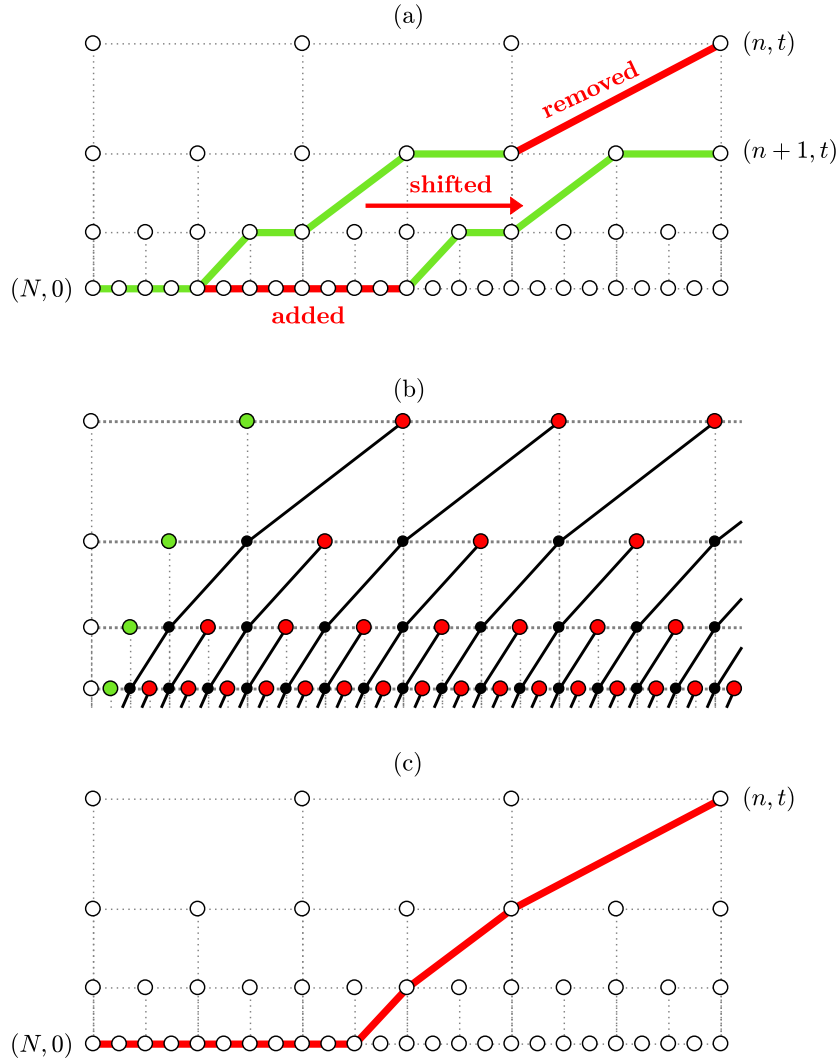 (a)
(n, t)
removed
(n + 1, t)
shifted
(N, 0)
added
(b)
(c)
(n, t)
(N, 0)